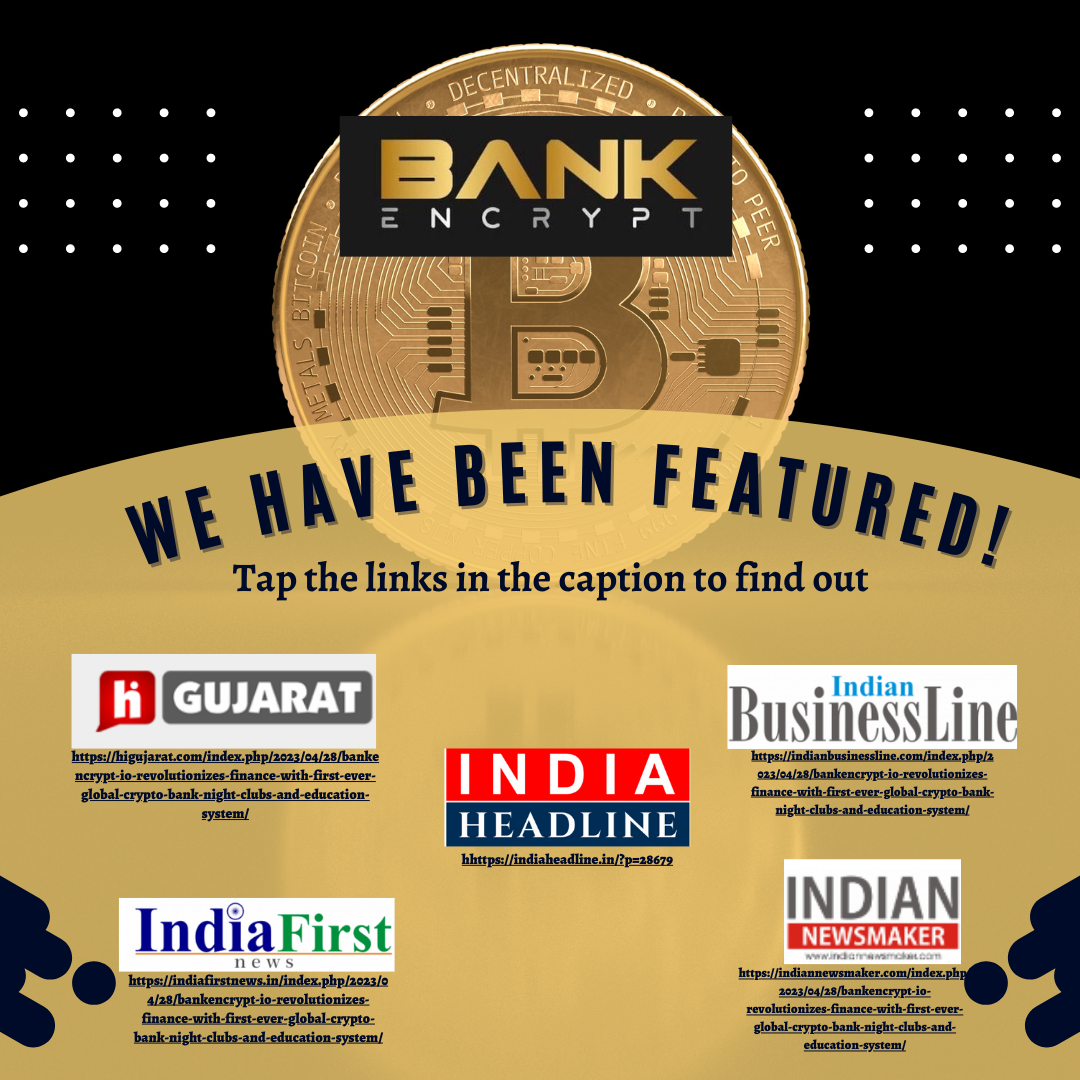 DECENTRALIZED
TO PEER
BITCOIN
METALS
BANK
ENCRYPT
WE HAVE BEEN FEATURED!
Tap the links in the caption to find out
hi GUJARAT
https://higujarat.com/index.php/2023/04/28/banke
ncrypt-io-revolutionizes-finance-with-first-ever-
global-crypto-bank-night-clubs-and-education-
system/
Indian
BusinessLine
https://indianbusinessline.com/index.php/2
023/04/28/bankencrypt-io-revolutionizes-
finance-with-first-ever-global-crypto-bank-
night-clubs-and-education-system/
INDIA
HEADLINE
hhttps://indiaheadline.in/?p=28679
IndiaFirst
news
https://indiafirstnews.in/index.php/2023/0
4/28/bankencrypt-io-revolutionizes-
finance-with-first-ever-global-crypto-
bank-night-clubs-and-education-system/
INDIAN
NEWSMAKER
www.indiannewsmaker.com
https://indiannewsmaker.com/index.php
2023/04/28/bankencrypt-io-
revolutionizes-finance-with-first-ever-
global-crypto-bank-night-clubs-and-
education-system/